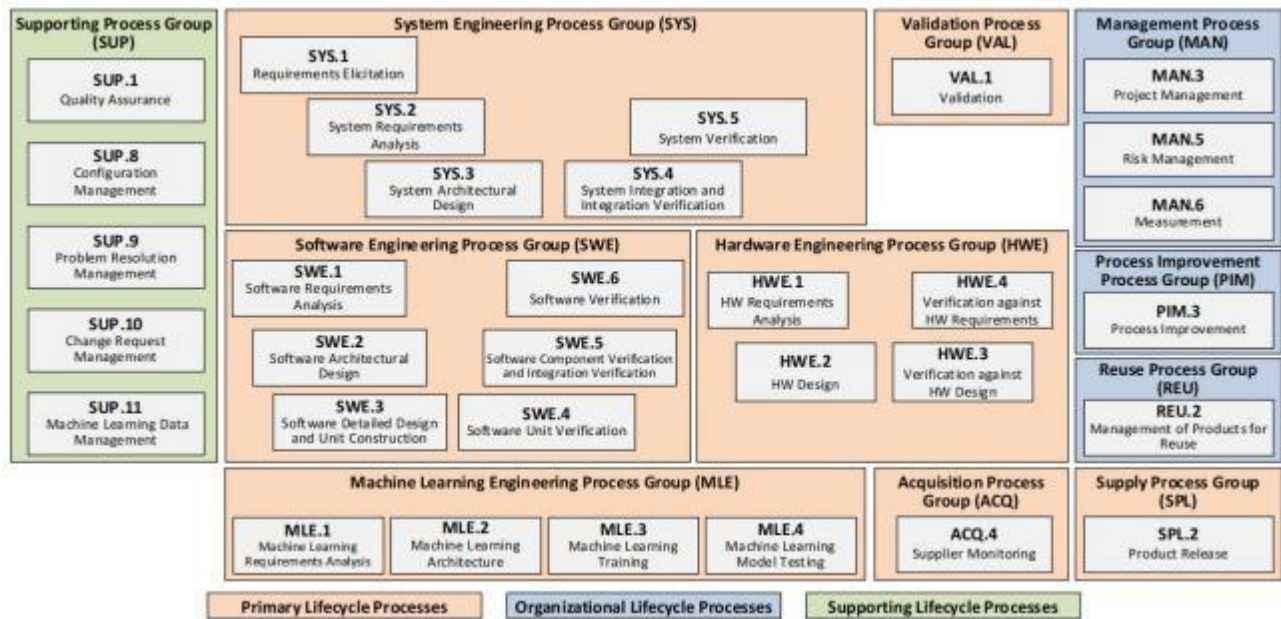 Supporting Process Group
(SUP)
SUP.1
Quality Assurance
SUP.8
Configuration
Management
SUP.9
Problem Resolution
Management
SUP.10
Change Request
Management
SUP.11
Machine Learning Data
Management
System Engineering Process Group (SYS)
SYS.1
Requirements Elicitation
SYS.2
System Requirements
Analysis
SYS.3
System Architectural
Design
SYS.5
System Verification
SYS.4
System Integration and
Integration Verification
Validation Process
Group (VAL)
VAL.1
Validation
Management Process
Group (MAN)
MAN.3
Project Management
MAN.5
Risk Management
MAN.6
Measurement
Software Engineering Process Group (SWE)
SWE.1
Software Requirements
Analysis
SWE.2
Software Architectural
Design
SWE.3
Software Detailed Design
and Unit Construction
SWE.6
Software Verification
SWE.5
Software Component Verification
and Integration Verification
SWE.4
Software Unit Verification
Hardware Engineering Process Group (HWE)
HWE.1
HW Requirements
Analysis
HWE.2
HW Design
HWE.4
Verification against
HW Requirements
HWE.3
Verification against
HW Design
Process Improvement
Process Group (PIM)
PIM.3
Process Improvement
Reuse Process Group
(REU)
REU.2
Management of Products for
Reuse
Machine Learning Engineering Process Group (MLE)
MLE.1
Machine Learning
Requirements Analysis
MLE.2
Machine Learning
Architecture
MLE.3
Machine Learning
Training
MLE.4
Machine Learning
Model Testing
Acquisition Process
Group (ACQ)
ACQ.4
Supplier Monitoring
Supply Process Group
(SPL)
SPL.2
Product Release
Primary Lifecycle Processes
Organizational Lifecycle Processes
Supporting Lifecycle Processes